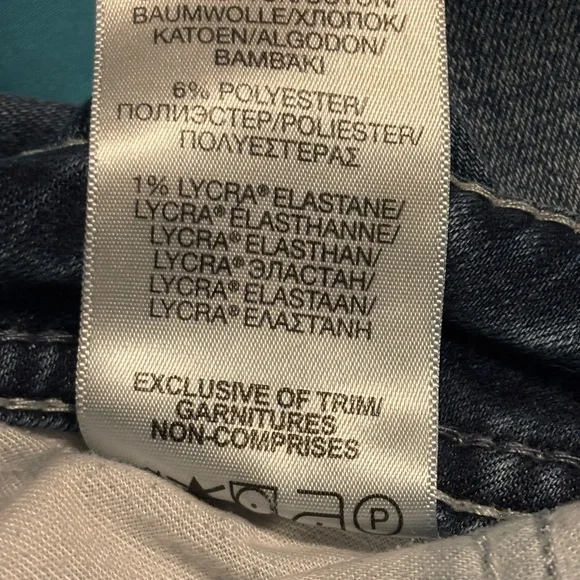 BAUMWOLLE/ХЛОПОК/
KATOEN/ALGODON/
BAMBAKI
6% POLYESTER/
ПОЛИЭСТЕР/POLIESTER/
ΠΟΛΥΕΣΤΕΡΑΣ
1% LYCRA® ELASTANE/
LYCRA® ELASTHANNE/
LYCRA® ELASTHAN/
LYCRA® ЭЛАСТАН/
LYCRA® ELASTAAN/
LYCRA® ΕΛΑΣΤΑΝΗ
EXCLUSIVE OF TRIM/
GARNITURES
NON-COMPRISES
P